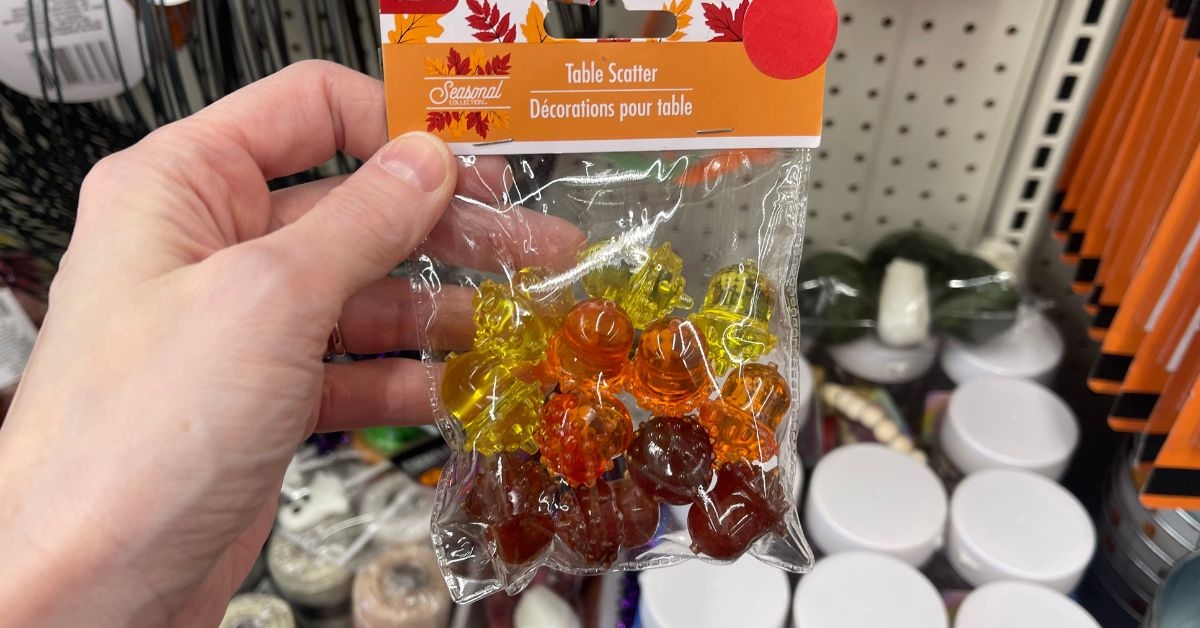 Seasonal
COLLECTION
Table Scatter
Décorations pour table